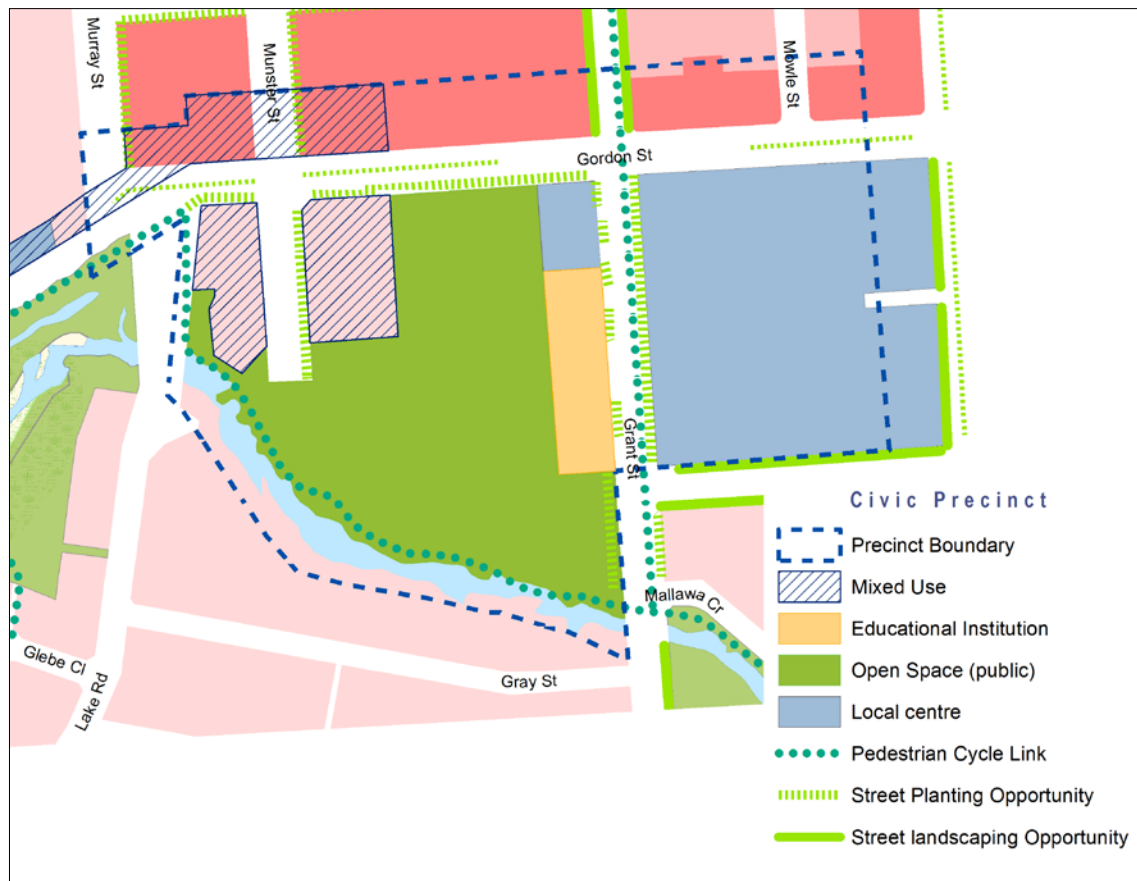 Murray St
Munster St
Mowle St
Gordon St
Grant St
Mallawa Cr
Glebe Cl
Lake Rd
Gray St
Civic Precinct
Precinct Boundary
Mixed Use
Educational Institution
Open Space (public)
Local centre
Pedestrian Cycle Link
Street Planting Opportunity
Street landscaping Opportunity